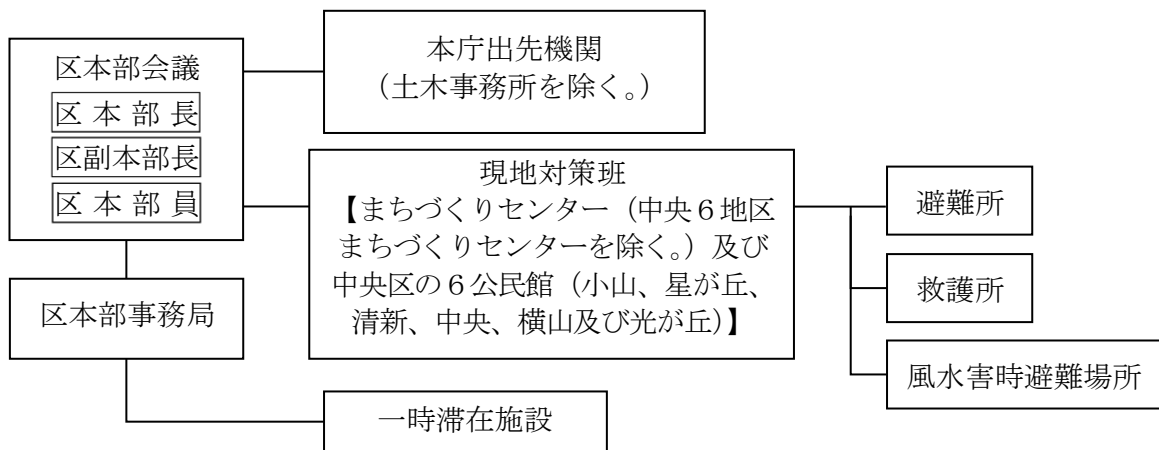 区本部会議
区 本 部 長
区副本部長
区 本 部 員
区本部事務局
本庁出先機関
（土木事務所を除く。）
現地対策班
【まちづくりセンター（中央６地区
まちづくりセンターを除く。）及び
中央区の６公民館（小山、星が丘、
清新、中央、横山及び光が丘）】
一時滞在施設
避難所
救護所
風水害時避難場所